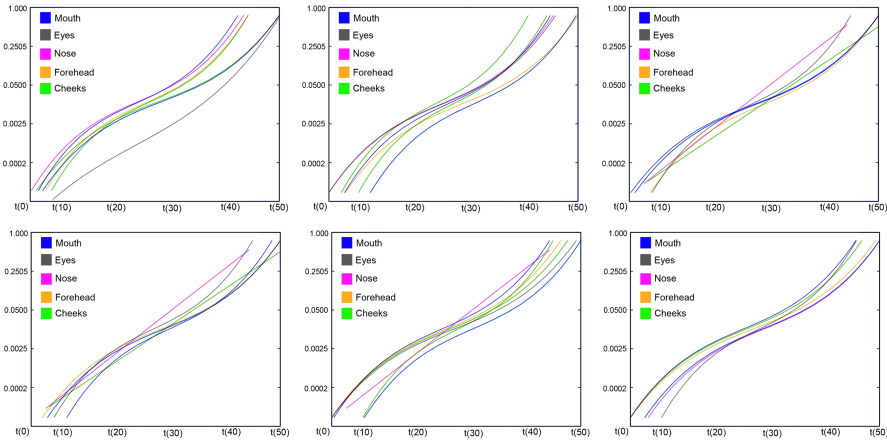 1.000
0.2505
0.0500
0.0025
0.0002
Mouth
Eyes
Nose
Forehead
Cheeks
t(0) t(10) t(20) t(30) t(40) t(50)
1.000
0.2505
0.0500
0.0025
0.0002
Mouth
Eyes
Nose
Forehead
Cheeks
t(0) t(10) t(20) t(30) t(40) t(50)
1.000
0.2505
0.0500
0.0025
0.0002
Mouth
Eyes
Nose
Forehead
Cheeks
t(0) t(10) t(20) t(30) t(40) t(50)
1.000
0.2505
0.0500
0.0025
0.0002
Mouth
Eyes
Nose
Forehead
Cheeks
t(0) t(10) t(20) t(30) t(40) t(50)
1.000
0.2505
0.0500
0.0025
0.0002
Mouth
Eyes
Nose
Forehead
Cheeks
t(0) t(10) t(20) t(30) t(40) t(50)
1.000
0.2505
0.0500
0.0025
0.0002
Mouth
Eyes
Nose
Forehead
Cheeks
t(0) t(10) t(20) t(30) t(40) t(50)